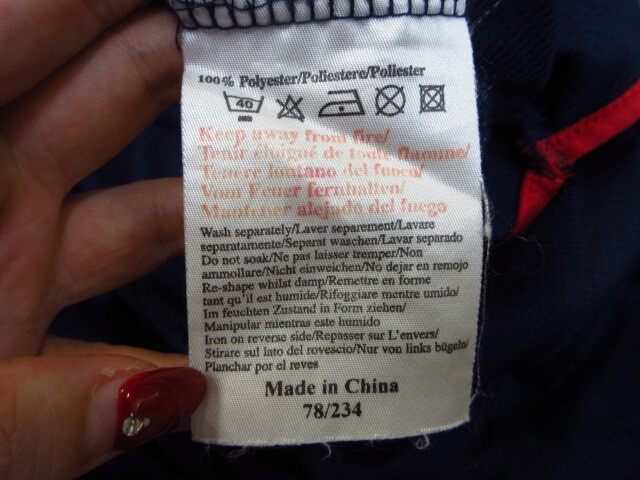 100% Polyester/Poliestere/Poliester
40
Keep away from fire/
Tenir éloigné de toute flamme/
Tenere lontano del fuoco/
Vom Feuer fernhalten/
Mantener alejado del fuego
Wash separately/Laver separement/Lavare
separatamente/Separat waschen/Lavar separado
Do not soak/Ne pas laisser tremper/Non
ammollare/Nicht einweichen/No dejar en remojo
Re-shape whilst damp/Remettre en forme
tant qu'il est humide/Rifoggiare mentre umido/
Im feuchten Zustand in Form ziehen/
Manipular mientras este humido
Iron on reverse side/Repasser sur L'envers/
Stirare sul lato del rovescio/Nur von links bügeln/
Planchar por el reves
Made in China
78/234